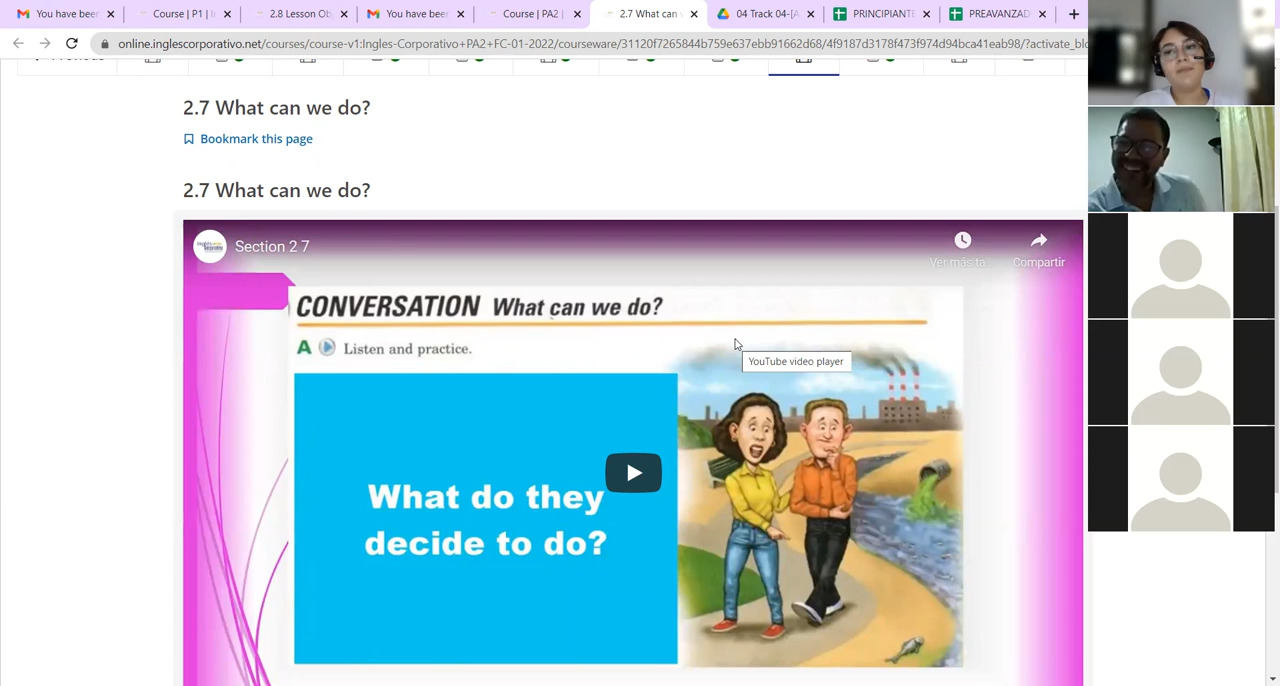 You have beer
Course | P1 | I
2.8 Lesson Ob
You have beer
Course | PA2 |
2.7 What can
04 Track 04-[A
PRINCIPIANTE
PREAVANZAD
online.inglescorporativo.net/courses/course-v1:Ingles-Corporativo+PA2+FC-01-2022/courseware/31120f7265844b759e637ebb91662d68/4f9187d3178f473f974d94bca41eab98/?activate_blo
2.7 What can we do?
Bookmark this page
2.7 What can we do?
Section 2 7
Ver más ta...
Compartir
CONVERSATION What can we do?
A Listen and practice.
YouTube video player
What do they
decide to do?